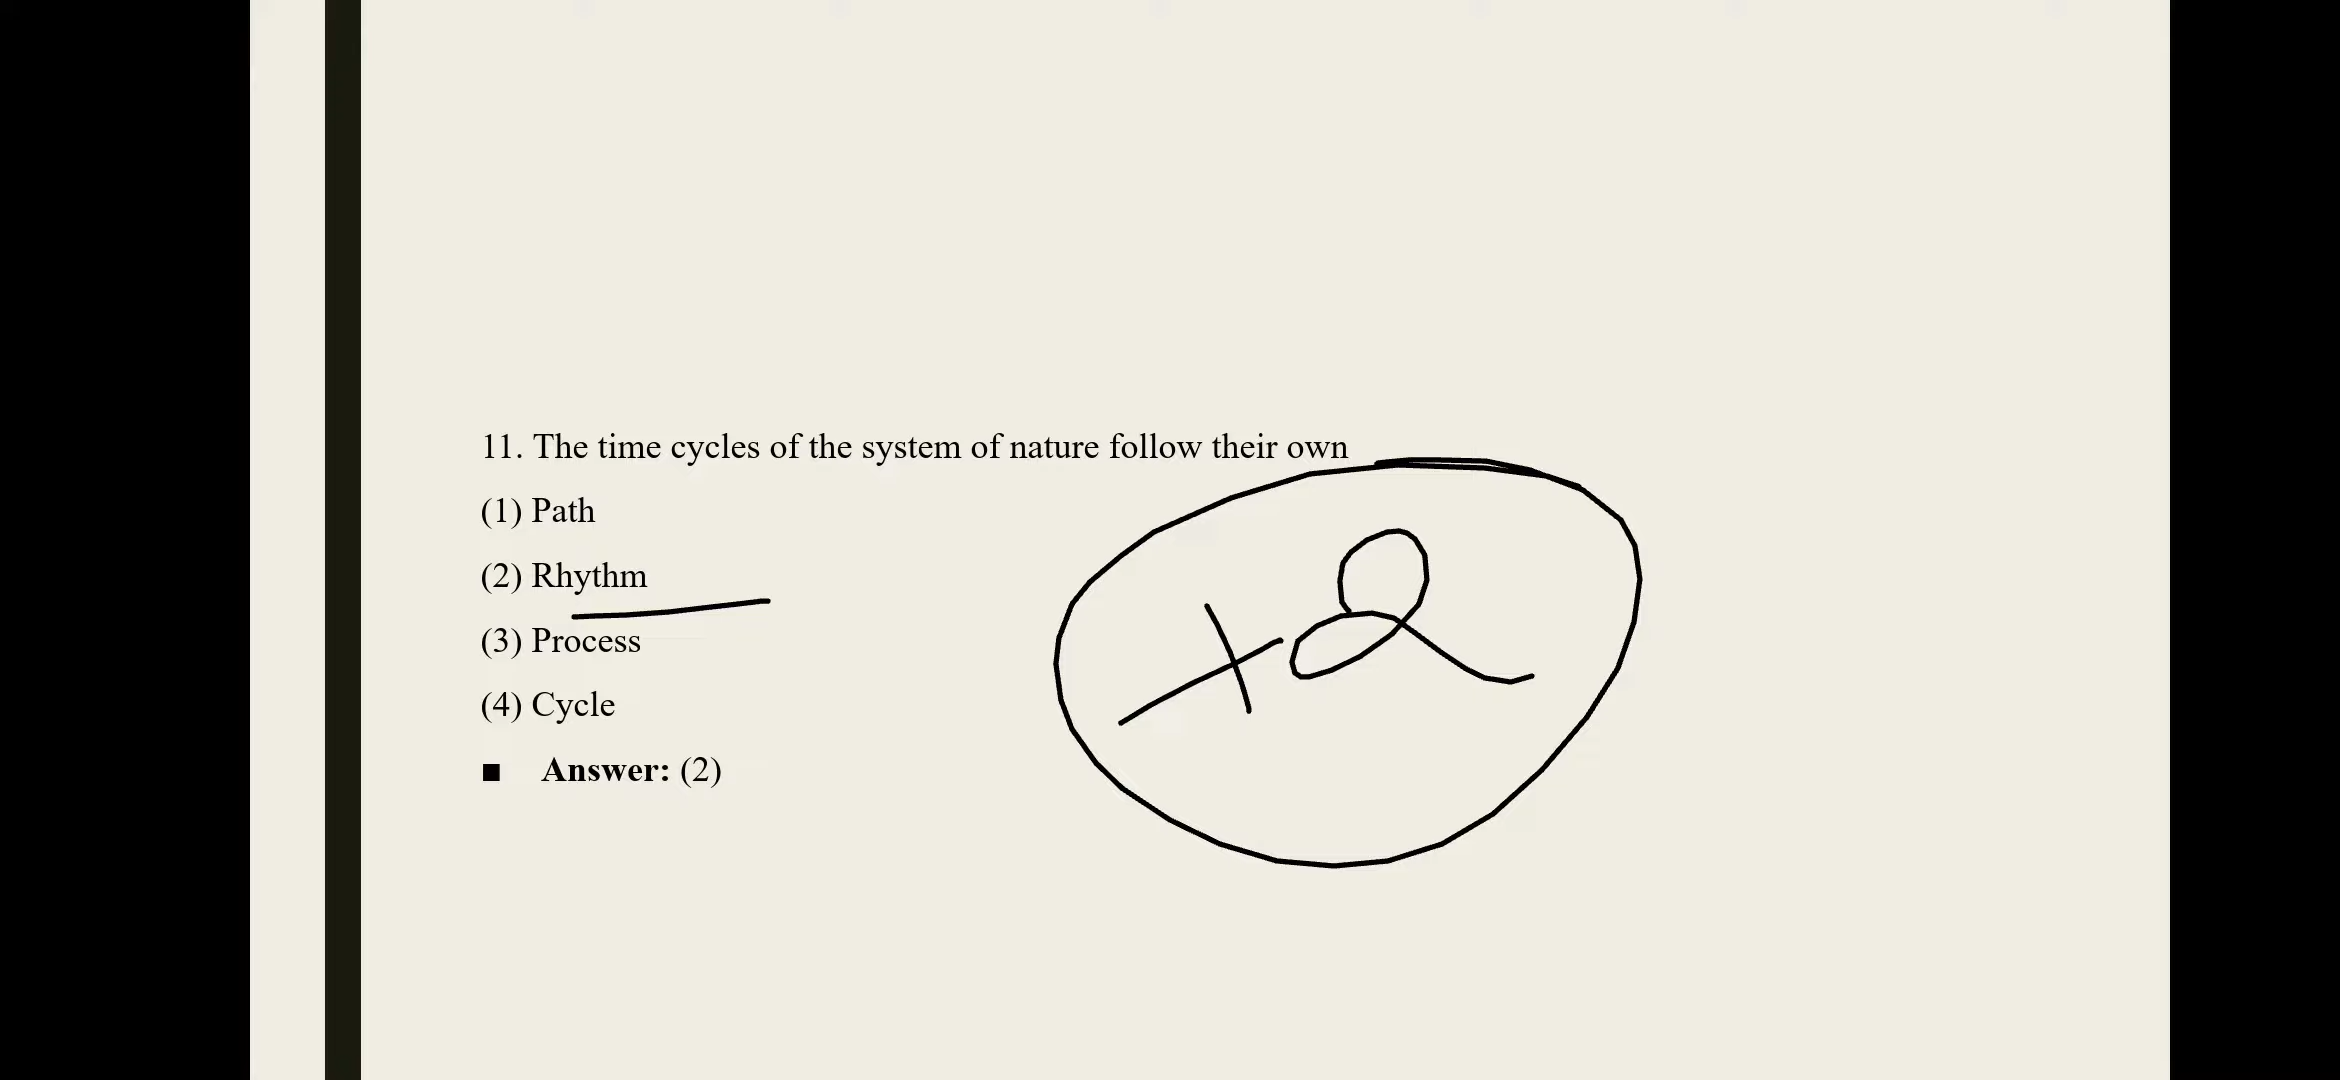 11. The time cycles of the system of nature follow their own
(1) Path
(2) Rhythm
(3) Process
(4) Cycle
■ Answer: (2)
+2